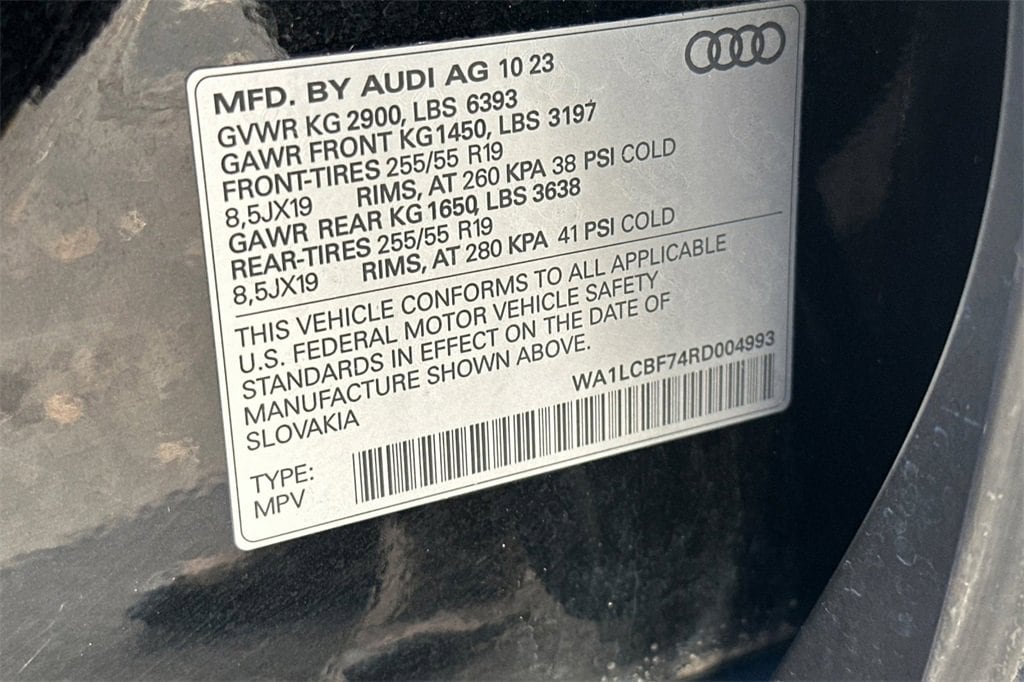 MFD. BY AUDI AG 10 23
GVWR KG 2900, LBS 6393
GAWR FRONT KG1450, LBS 3197
FRONT-TIRES 255/55 R19
8,5JX19 RIMS, AT 260 KPA 38 PSI COLD
GAWR REAR KG 1650, LBS 3638
REAR-TIRES 255/55 R19
8,5JX19 RIMS, AT 280 KPA 41 PSI COLD
THIS VEHICLE CONFORMS TO ALL APPLICABLE
U.S. FEDERAL MOTOR VEHICLE SAFETY
STANDARDS IN EFFECT ON THE DATE OF
MANUFACTURE SHOWN ABOVE.
SLOVAKIA
WA1LCBF74RD004993
TYPE:
MPV